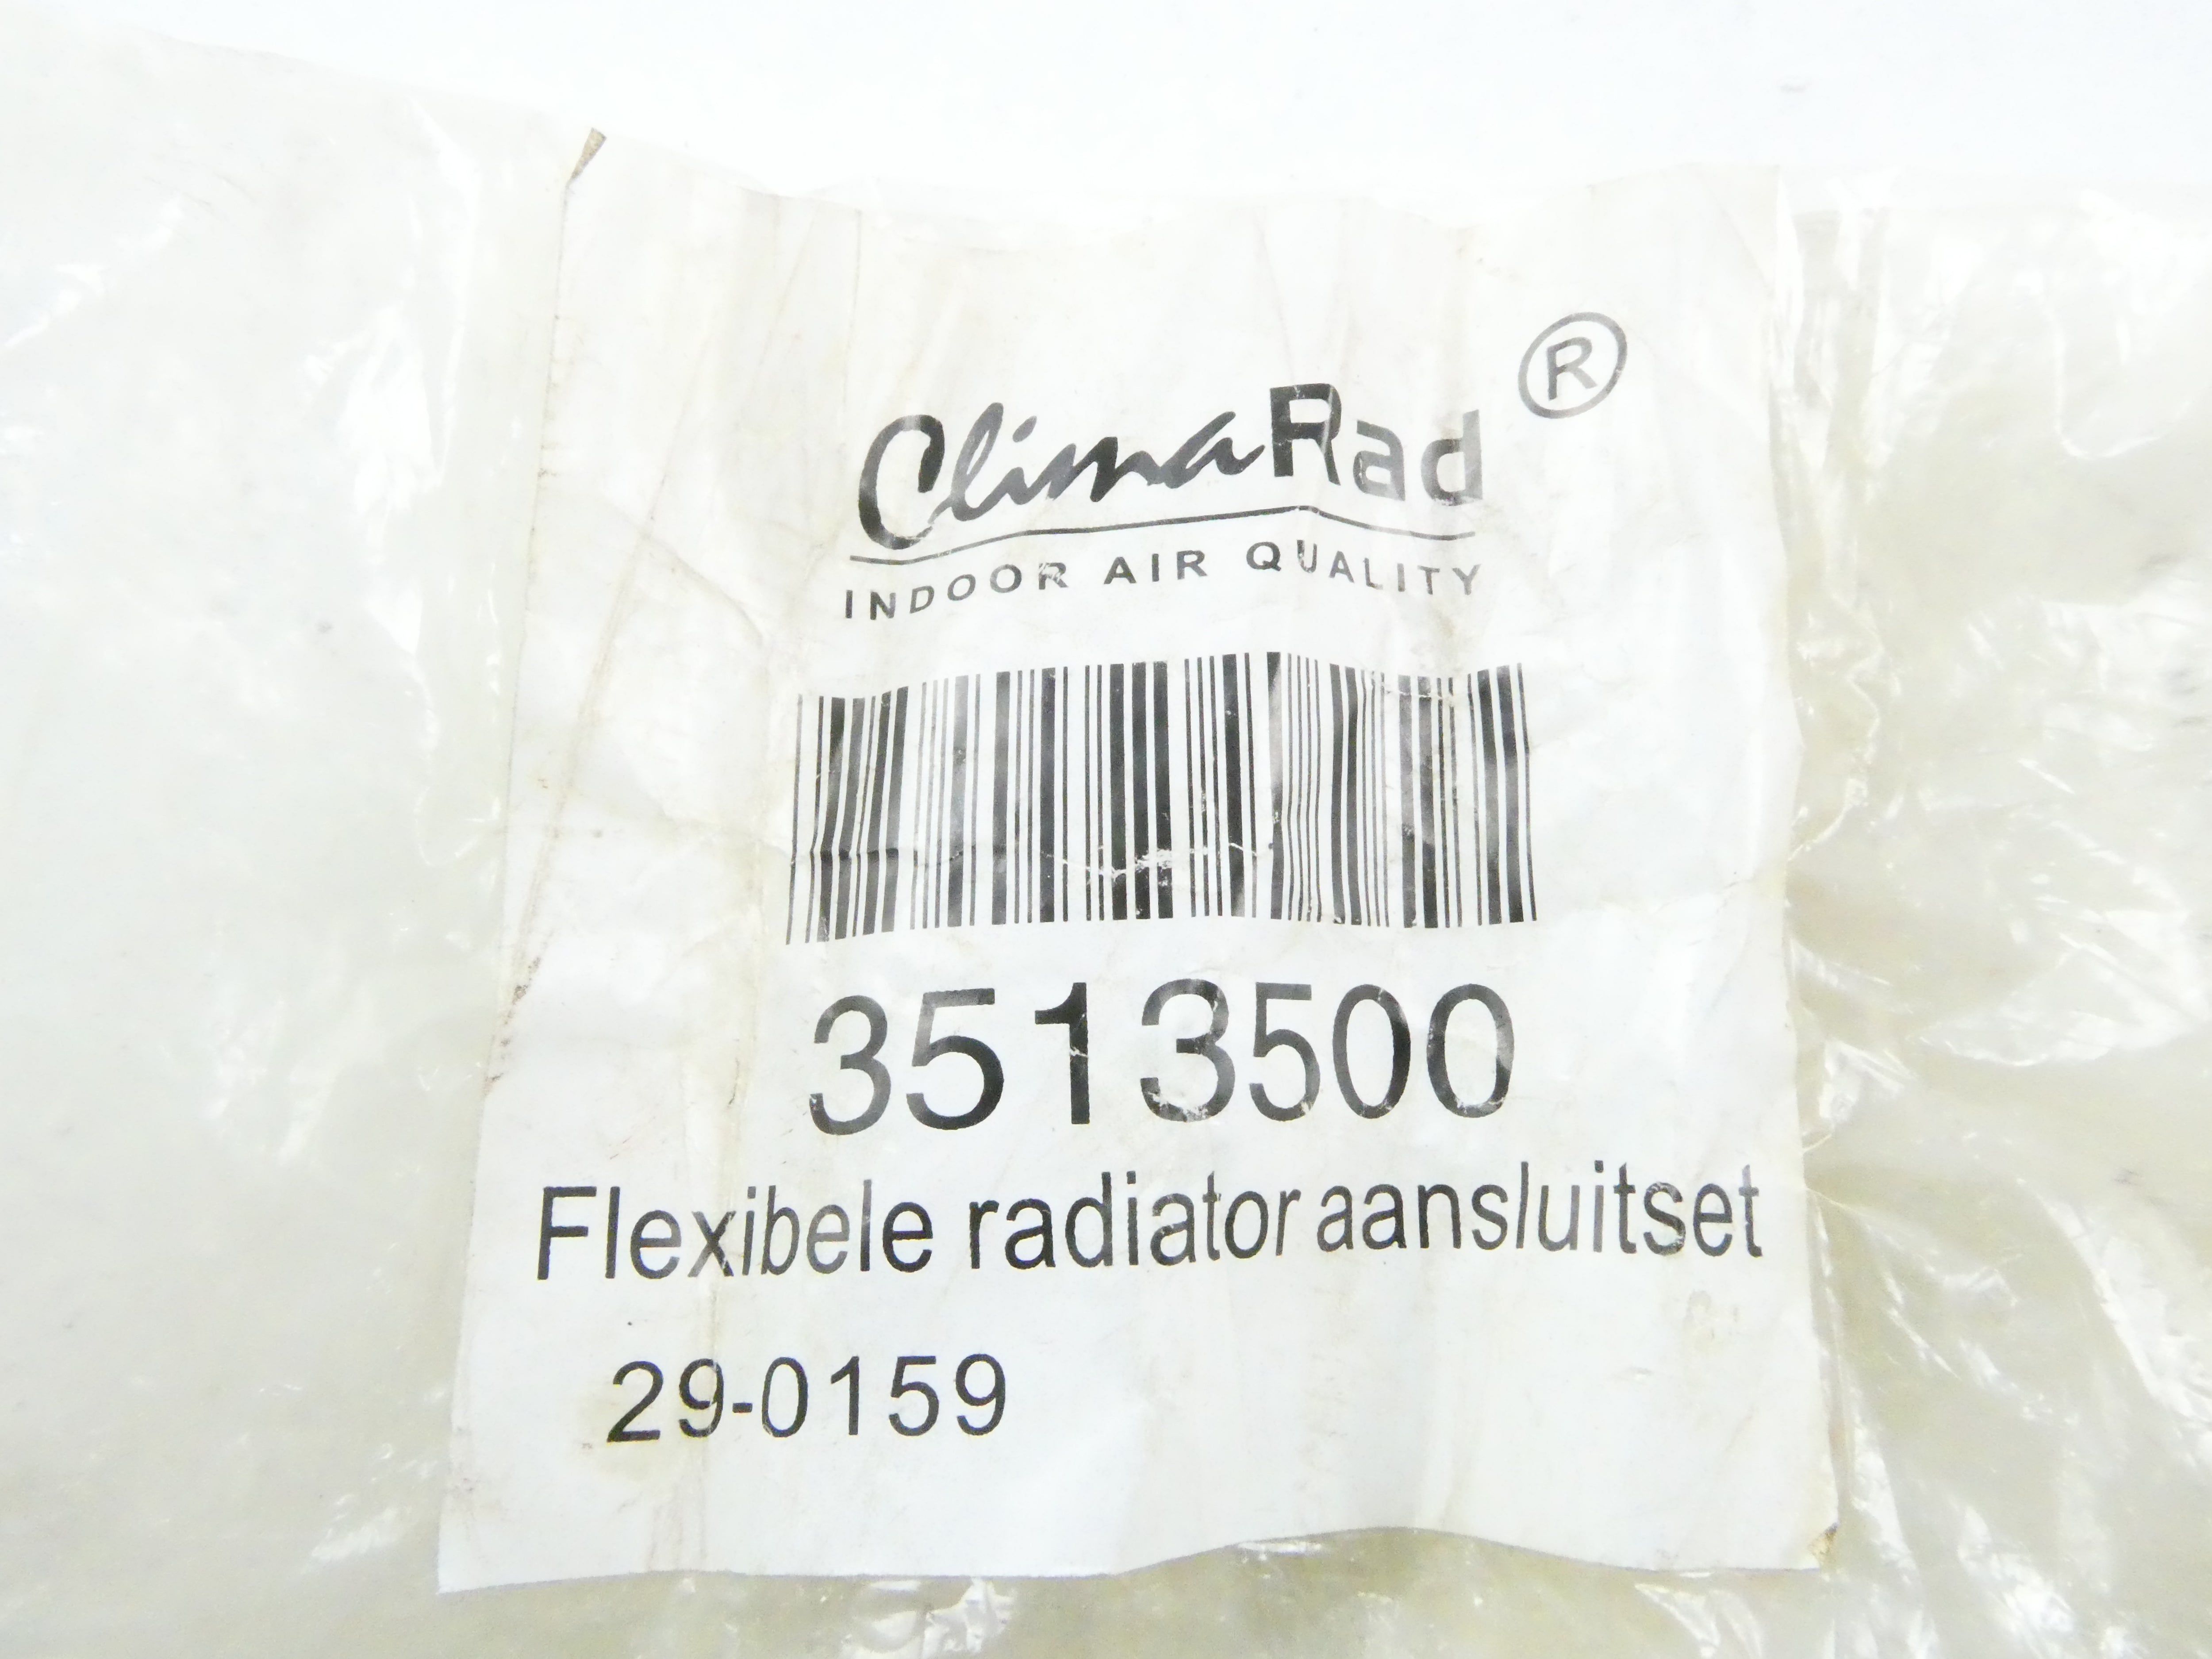 ClimaRad ®
INDOOR AIR QUALITY
3513500
Flexibele radiator aansluitset
29-0159